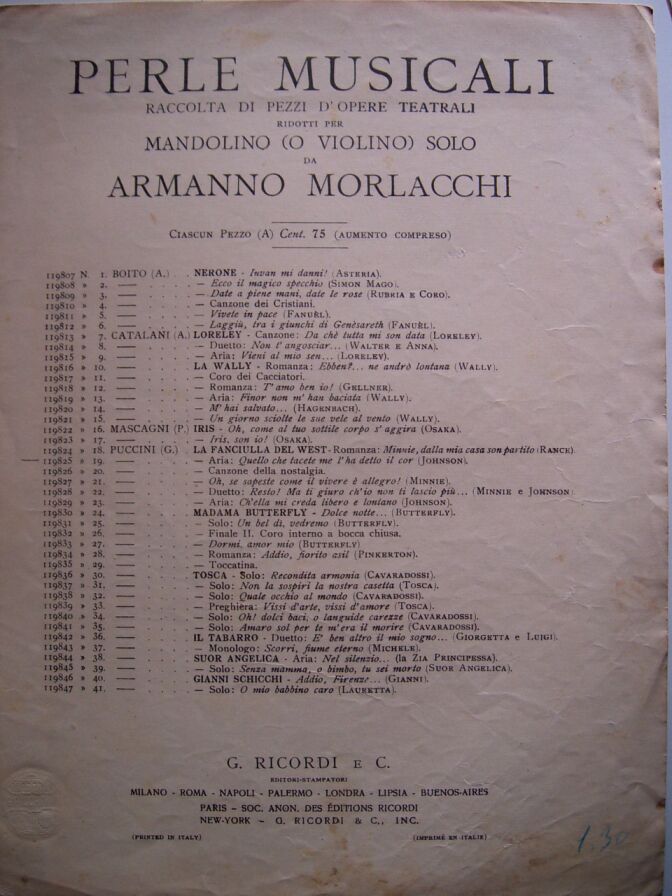 PERLE MUSICALI
RACCOLTA DI PEZZI D'OPERE TEATRALI
RIDOTTI PER
MANDOLINO (O VIOLINO) SOLO
DA
ARMANNO MORLACCHI
CIASCUN PEZZO (A) Cent. 75 (AUMENTO COMPRESO)
119807 N. 1. BOITO (A.) . . NERONE - Invan mi danni! (ASTERIA).
119808 » 2. —— . . . . — Ecco il magico specchio (SIMON MAGO).
119809 » 3. —— . . . . — Date a piene mani, date le rose (RUBRIA E CORO).
119810 » 4. —— . . . . — Canzone dei Cristiani.
119811 » 5. —— . . . . — Vivete in pace (FANUÈL).
119812 » 6. —— . . . . — Laggiù, tra i giunchi di Genèsareth (FANUÈL).
119813 » 7. CATALANI (A.) LORELEY - Canzone: Da chè tutta mi son data (LORELEY).
119814 » 8. —— . . . . — Duetto: Non t'angosciar... (WALTER E ANNA).
119815 » 9. —— . . . . — Aria: Vieni al mio sen... (LORELEY).
119816 » 10. —— . . . . LA WALLY - Romanza: Ebben?... ne andrò lontana (WALLY).
119817 » 11. —— . . . . — Coro dei Cacciatori.
119818 » 12. —— . . . . — Romanza: T'amo ben io! (GELLNER).
119819 » 13. —— . . . . — Aria: Finor non m'han baciata (WALLY).
119820 » 14. —— . . . . — M'hai salvato... (HAGENBACH).
119821 » 15. —— . . . . — Un giorno sciolte le sue vele al vento (WALLY).
119822 » 16. MASCAGNI (P.) IRIS - Oh, come al tuo sottile corpo s'aggira (OSAKA).
119823 » 17. —— . . . . — Iris, son io! (OSAKA).
119824 » 18. PUCCINI (G.) . LA FANCIULLA DEL WEST - Romanza: Minnie, dalla mia casa son partito (RANCE).
119825 » 19. —— . . . . — Aria: Quello che tacete me l'ha detto il cor (JOHNSON).
119826 » 20. —— . . . . — Canzone della nostalgia.
119827 » 21. —— . . . . — Oh, se sapeste come il vivere è allegro! (MINNIE).
119828 » 22. —— . . . . — Duetto: Resto! Ma ti giuro ch'io non ti lascio più... (MINNIE E JOHNSON)
119829 » 23. —— . . . . — Aria: Ch'ella mi creda libero e lontano (JOHNSON).
119830 » 24. —— . . . . MADAMA BUTTERFLY - Dolce notte... (BUTTERFLY).
119831 » 25. —— . . . . — Solo: Un bel dì, vedremo (BUTTERFLY).
119832 » 26. —— . . . . — Finale II. Coro interno a bocca chiusa.
119833 » 27. —— . . . . — Dormi, amor mio (BUTTERFLY)
119834 » 28. —— . . . . — Romanza: Addio, fiorito asil (PINKERTON).
119835 » 29. —— . . . . — Toccatina.
119836 » 30. —— . . . . TOSCA - Solo: Recondita armonia (CAVARADOSSI).
119837 » 31. —— . . . . — Solo: Non la sospiri la nostra casetta (TOSCA).
119838 » 32. —— . . . . — Solo: Quale occhio al mondo (CAVARADOSSI).
119839 » 33. —— . . . . — Preghiera: Vissi d'arte, vissi d'amore (TOSCA).
119840 » 34. —— . . . . — Solo: Oh! dolci baci, o languide carezze (CAVARADOSSI).
119841 » 35. —— . . . . — Solo: Amaro sol per te m'era il morire (CAVARADOSSI).
119842 » 36. —— . . . . IL TABARRO - Duetto: E' ben altro il mio sogno... (GIORGETTA E LUIGI).
119843 » 37. —— . . . . — Monologo: Scorri, fiume eterno (MICHELE).
119844 » 38. —— . . . . SUOR ANGELICA - Aria: Nel silenzio... (la ZIA PRINCIPESSA).
119845 » 39. —— . . . . — Solo: Senza mamma, o bimbo, tu sei morto (SUOR ANGELICA).
119846 » 40. —— . . . . GIANNI SCHICCHI - Addio, Firenze... (GIANNI).
119847 » 41. —— . . . . — Solo: O mio babbino caro (LAURETTA).
G. RICORDI E C.
EDITORI-STAMPATORI
MILANO - ROMA - NAPOLI - PALERMO - LONDRA - LIPSIA - BUENOS-AIRES
PARIS - SOC. ANON. DES ÉDITIONS RICORDI
NEW-YORK - G. RICORDI & C., INC.
(PRINTED IN ITALY) (IMPRIMÉ EN ITALIE)
1.30